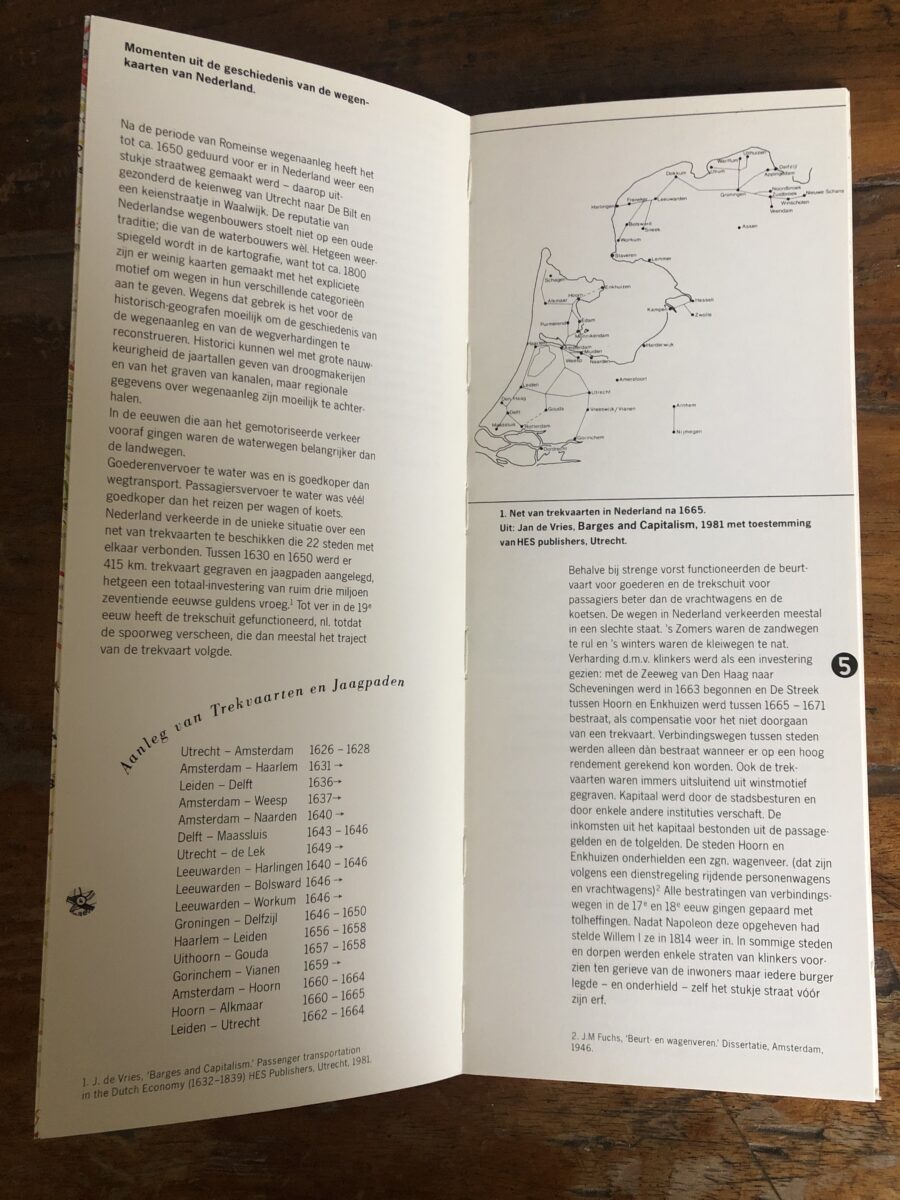 Momenten uit de geschiedenis van de wegen-
kaarten van Nederland.
Na de periode van Romeinse wegenaanleg heeft het
tot ca. 1650 geduurd voor er in Nederland weer een
stukje straatweg gemaakt werd – daarop uit-
gezonderd de keienweg van Utrecht naar De Bilt en
een keienstraatje in Waalwijk. De reputatie van
Nederlandse wegenbouwers stoelt niet op een oude
traditie; die van de waterbouwers wèl. Hetgeen weer-
spiegeld wordt in de kartografie, want tot ca. 1800
zijn er weinig kaarten gemaakt met het expliciete
motief om wegen in hun verschillende categorieën
aan te geven. Wegens dat gebrek is het voor de
historisch-geografen moeilijk om de geschiedenis van
de wegenaanleg en van de wegverhardingen te
reconstrueren. Historici kunnen wel met grote nauw-
keurigheid de jaartallen geven van droogmakerijen
en van het graven van kanalen, maar regionale
gegevens over wegenaanleg zijn moeilijk te achter-
halen.
In de eeuwen die aan het gemotoriseerde verkeer
vooraf gingen waren de waterwegen belangrijker dan
de landwegen.
Goederenvervoer te water was en is goedkoper dan
wegtransport. Passagiersvervoer te water was véél
goedkoper dan het reizen per wagen of koets.
Nederland verkeerde in de unieke situatie over een
net van trekvaarten te beschikken die 22 steden met
elkaar verbonden. Tussen 1630 en 1650 werd er
415 km. trekvaart gegraven en jaagpaden aangelegd,
hetgeen een totaal-investering van ruim drie miljoen
zeventiende eeuwse guldens vroeg.¹ Tot ver in de 19ᵉ
eeuw heeft de trekschuit gefunctioneerd, nl. totdat
de spoorweg verscheen, die dan meestal het traject
van de trekvaart volgde.
Aanleg van Trekvaarten en Jaagpaden
Utrecht – Amsterdam 1626 – 1628
Amsterdam – Haarlem 1631 →
Leiden – Delft 1636→
Amsterdam – Weesp 1637→
Amsterdam – Naarden 1640 →
Delft – Maassluis 1643 – 1646
Utrecht – de Lek 1649 →
Leeuwarden – Harlingen 1640 – 1646
Leeuwarden – Bolsward 1646 →
Leeuwarden – Workum 1646 →
Groningen – Delfzijl 1646 – 1650
Haarlem – Leiden 1656 – 1658
Uithoorn – Gouda 1657 – 1658
Gorinchem – Vianen 1659 →
Amsterdam – Hoorn 1660 – 1664
Hoorn – Alkmaar 1660 – 1665
Leiden – Utrecht 1662 – 1664
1. J. de Vries, 'Barges and Capitalism.' Passenger transportation
in the Dutch Economy (1632–1839) HES Publishers, Utrecht, 1981.
Uithuizen
Warffum
Delfzijl
Appingedam
Dokkum
Groningen
Noordbroek
Zuidbroek
Nieuwe Schans
Winschoten
Veendam
Harlingen
Franeker
Leeuwarden
Bolsward
Sneek
Assen
Workum
Staveren
Lemmer
Schagen
Enkhuizen
Hoorn
Alkmaar
Hasselt
Kampen
Zwolle
Purmerend
Edam
Monnikendam
Harderwijk
Amsterdam
Muiden
Weesp
Naarden
Amersfoort
Leiden
Utrecht
Den Haag
Gouda
Vreeswijk/Vianen
Arnhem
Delft
Maassluis
Rotterdam
Nijmegen
Gorinchem
Dordrecht
1. Net van trekvaarten in Nederland na 1665.
Uit: Jan de Vries, Barges and Capitalism, 1981 met toestemming
van HES publishers, Utrecht.
Behalve bij strenge vorst functioneerden de beurt-
vaart voor goederen en de trekschuit voor
passagiers beter dan de vrachtwagens en de
koetsen. De wegen in Nederland verkeerden meestal
in een slechte staat. 's Zomers waren de zandwegen
te rul en 's winters waren de kleiwegen te nat.
Verharding d.m.v. klinkers werd als een investering
gezien: met de Zeeweg van Den Haag naar
Scheveningen werd in 1663 begonnen en De Streek
tussen Hoorn en Enkhuizen werd tussen 1665 – 1671
bestraat, als compensatie voor het niet doorgaan
van een trekvaart. Verbindingswegen tussen steden
werden alleen dàn bestraat wanneer er op een hoog
rendement gerekend kon worden. Ook de trek-
vaarten waren immers uitsluitend uit winstmotief
gegraven. Kapitaal werd door de stadsbesturen en
door enkele andere instituties verschaft. De
inkomsten uit het kapitaal bestonden uit de passage-
gelden en de tolgelden. De steden Hoorn en
Enkhuizen onderhielden een zgn. wagenveer. (dat zijn
volgens een dienstregeling rijdende personenwagens
en vrachtwagens)² Alle bestratingen van verbindings-
wegen in de 17ᵉ en 18ᵉ eeuw gingen gepaard met
tolheffingen. Nadat Napoleon deze opgeheven had
stelde Willem I ze in 1814 weer in. In sommige steden
en dorpen werden enkele straten van klinkers voor-
zien ten gerieve van de inwoners maar iedere burger
legde – en onderhield – zelf het stukje straat vóór
zijn erf.
5
2. J.M Fuchs, 'Beurt- en wagenveren.' Dissertatie, Amsterdam,
1946.